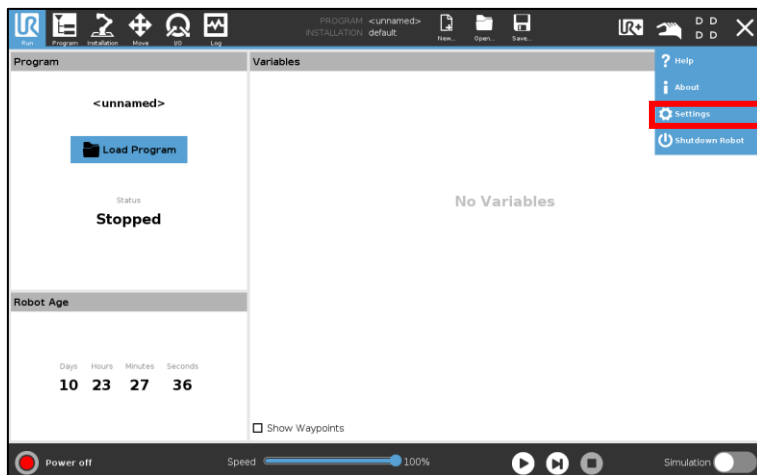 UR
Run
Program
Installation
Move
I/O
Log
PROGRAM <unnamed>
INSTALLATION default
New...
Open...
Save...
UR+
D D
D D
Program
<unnamed>
Load Program
Status
Stopped
Variables
No Variables
? Help
i About
Settings
Shutdown Robot
Robot Age
Days Hours Minutes Seconds
10 23 27 36
Show Waypoints
Power off
Speed 100%
Simulation